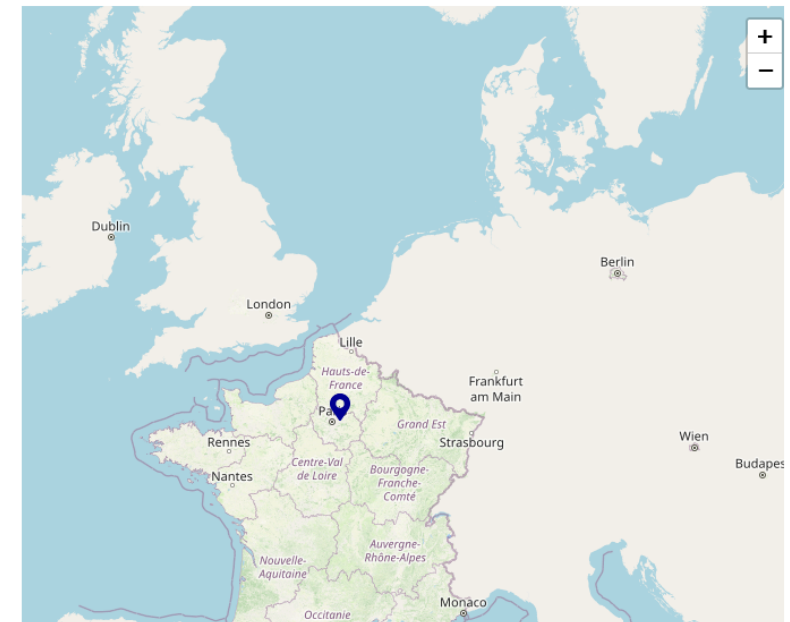 +
−
Dublin
Berlin
London
Lille
Hauts-de-
France
Frankfurt
am Main
Grand Est
Strasbourg
Rennes
Wien
Centre-Val
de Loire
Nantes
Bourgogne-
Franche-
Comté
Budapes
Auvergne-
Rhône-Alpes
Nouvelle-
Aquitaine
Monaco
Occitanie